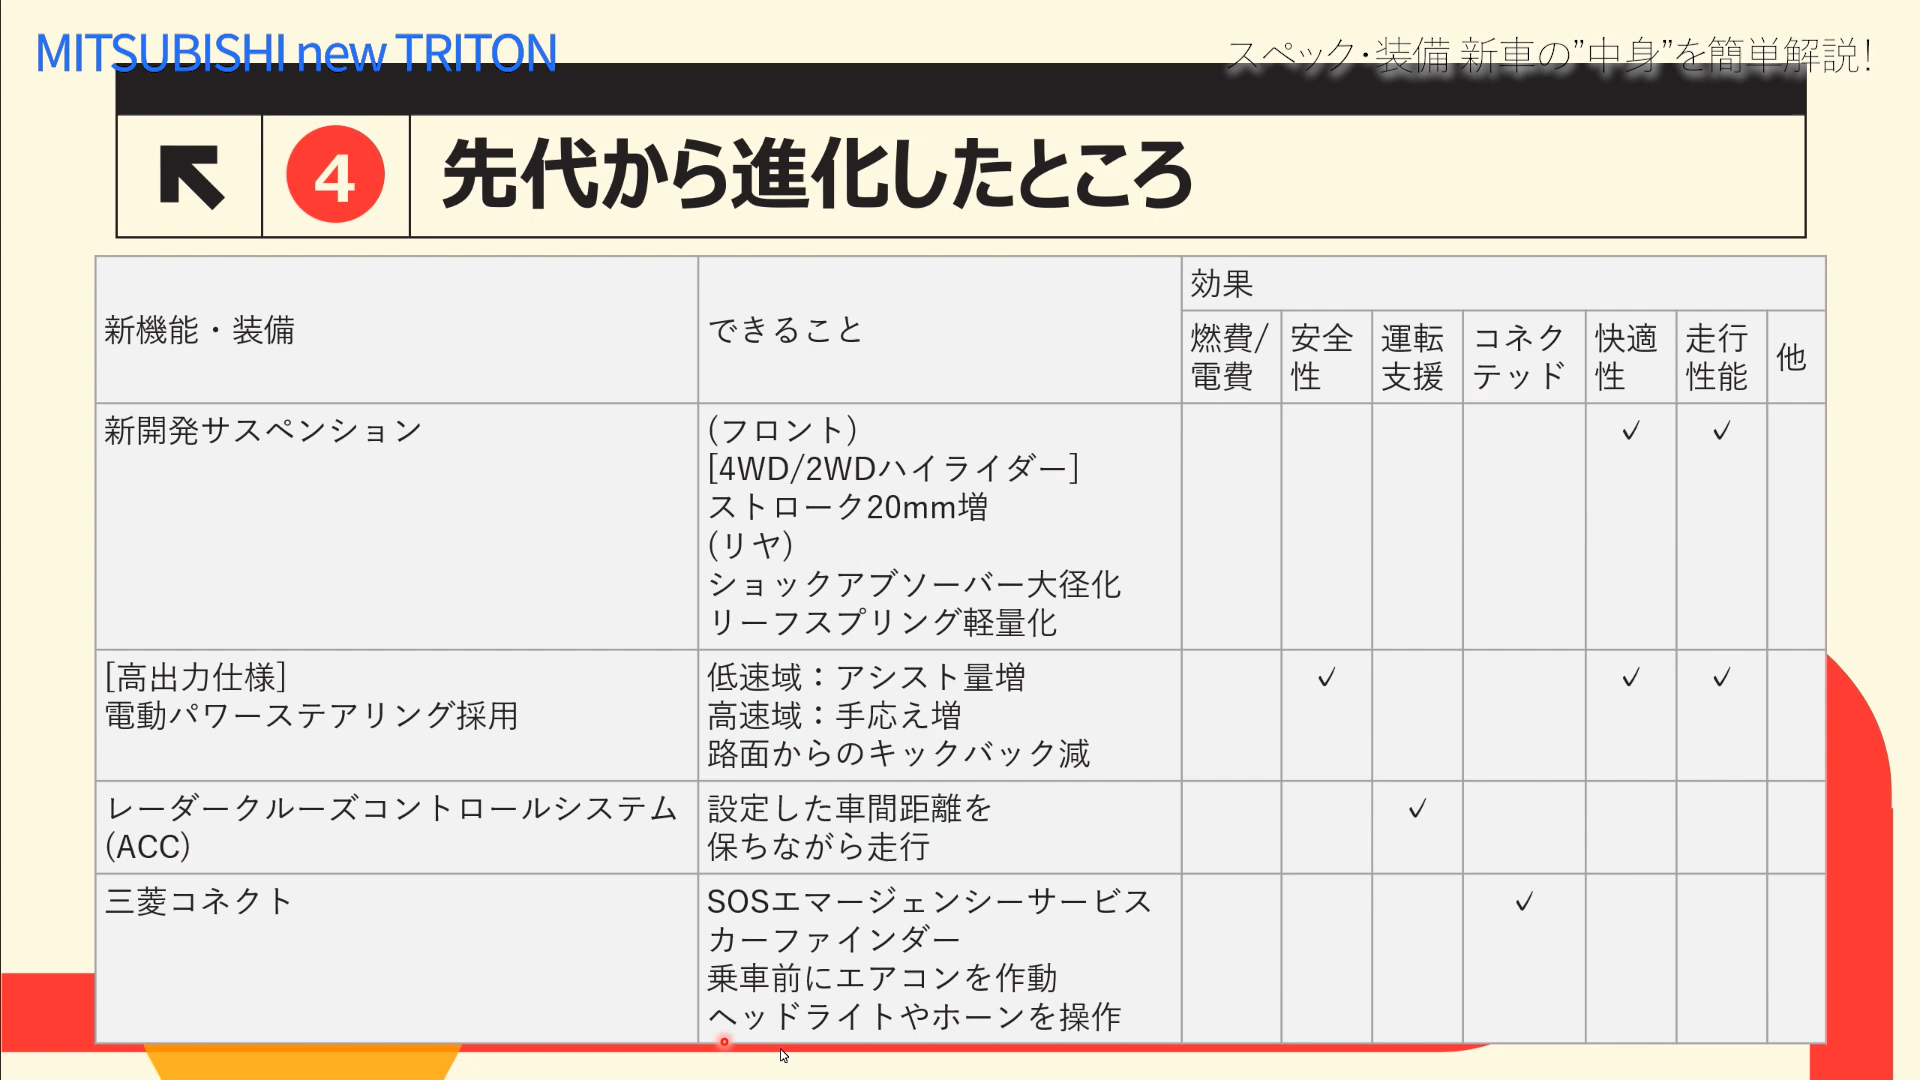 MITSUBISHI new TRITON
スペック・装備 新車の”中身”を簡単解説！
4
先代から進化したところ
新機能・装備
できること
効果
燃費/
電費
安全
性
運転
支援
コネク
テッド
快適
性
走行
性能
他
新開発サスペンション
(フロント)
[4WD/2WDハイライダー]
ストローク20mm増
(リヤ)
ショックアブソーバー大径化
リーフスプリング軽量化
✓ ✓
[高出力仕様]
電動パワーステアリング採用
低速域：アシスト量増
高速域：手応え増
路面からのキックバック減
✓ ✓ ✓
レーダークルーズコントロールシステム
(ACC)
設定した車間距離を
保ちながら走行
✓
三菱コネクト
SOSエマージェンシーサービス
カーファインダー
乗車前にエアコンを作動
ヘッドライトやホーンを操作
✓